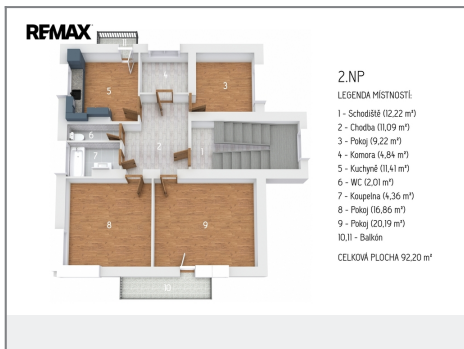 RE/MAX
11
5
4
3
6
2
1
7
8
9
10
2.NP
LEGENDA MÍSTNOSTÍ:
1 - Schodiště (12,22 m²)
2 - Chodba (11,09 m²)
3 - Pokoj (9,22 m²)
4 - Komora (4,84 m²)
5 - Kuchyně (11,41 m²)
6 - WC (2,01 m²)
7 - Koupelna (4,36 m²)
8 - Pokoj (16,86 m²)
9 - Pokoj (20,19 m²)
10,11 - Balkón
CELKOVÁ PLOCHA 92,20 m²